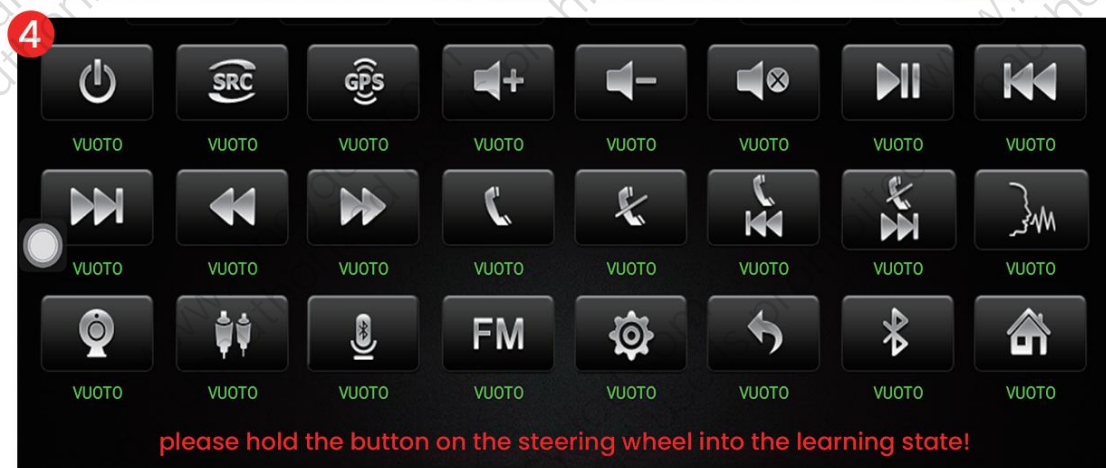 4
SRC GPS
VUOTO VUOTO VUOTO VUOTO VUOTO VUOTO VUOTO VUOTO
VUOTO VUOTO VUOTO VUOTO VUOTO VUOTO VUOTO VUOTO
FM
VUOTO VUOTO VUOTO VUOTO VUOTO VUOTO VUOTO VUOTO
please hold the button on the steering wheel into the learning state!